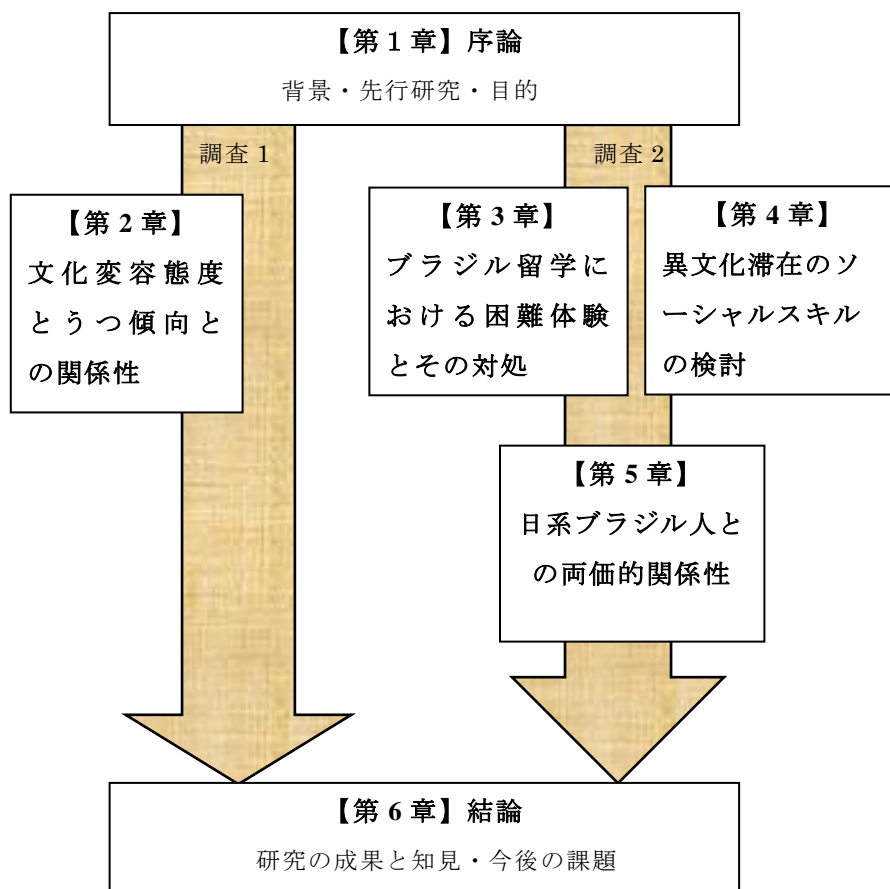 【第1章】序論
背景・先行研究・目的
調査1
調査2
【第2章】
文化変容態度
とうつ傾向と
の関係性
【第3章】
ブラジル留学に
おける困難体験
とその対処
【第4章】
異文化滞在のソ
ーシャルスキル
の検討
【第5章】
日系ブラジル人と
の両価的関係性
【第6章】結論
研究の成果と知見・今後の課題